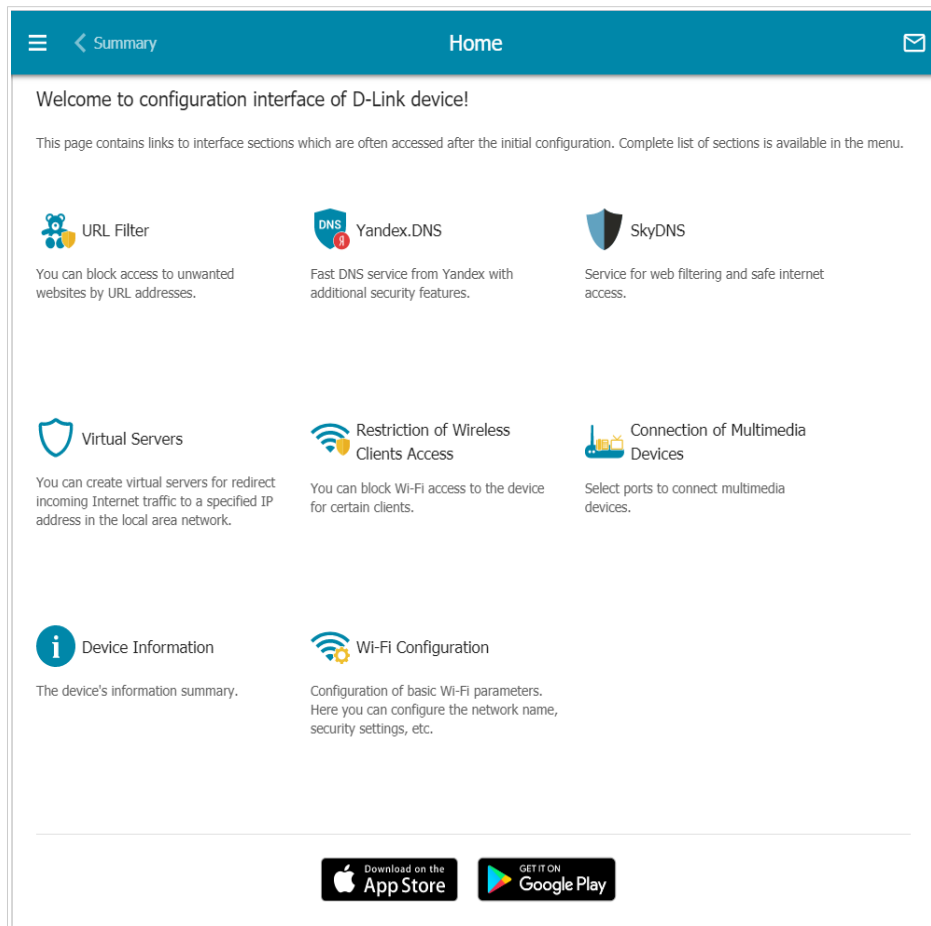 Summary
Home
Welcome to configuration interface of D-Link device!
This page contains links to interface sections which are often accessed after the initial configuration. Complete list of sections is available in the menu.
URL Filter
You can block access to unwanted
websites by URL addresses.
DNS
Я
Yandex.DNS
Fast DNS service from Yandex with
additional security features.
SkyDNS
Service for web filtering and safe internet
access.
Virtual Servers
You can create virtual servers for redirect
incoming Internet traffic to a specified IP
address in the local area network.
Restriction of Wireless
Clients Access
You can block Wi-Fi access to the device
for certain clients.
Connection of Multimedia
Devices
Select ports to connect multimedia
devices.
i
Device Information
The device's information summary.
Wi-Fi Configuration
Configuration of basic Wi-Fi parameters.
Here you can configure the network name,
security settings, etc.
Download on the
App Store
GET IT ON
Google Play